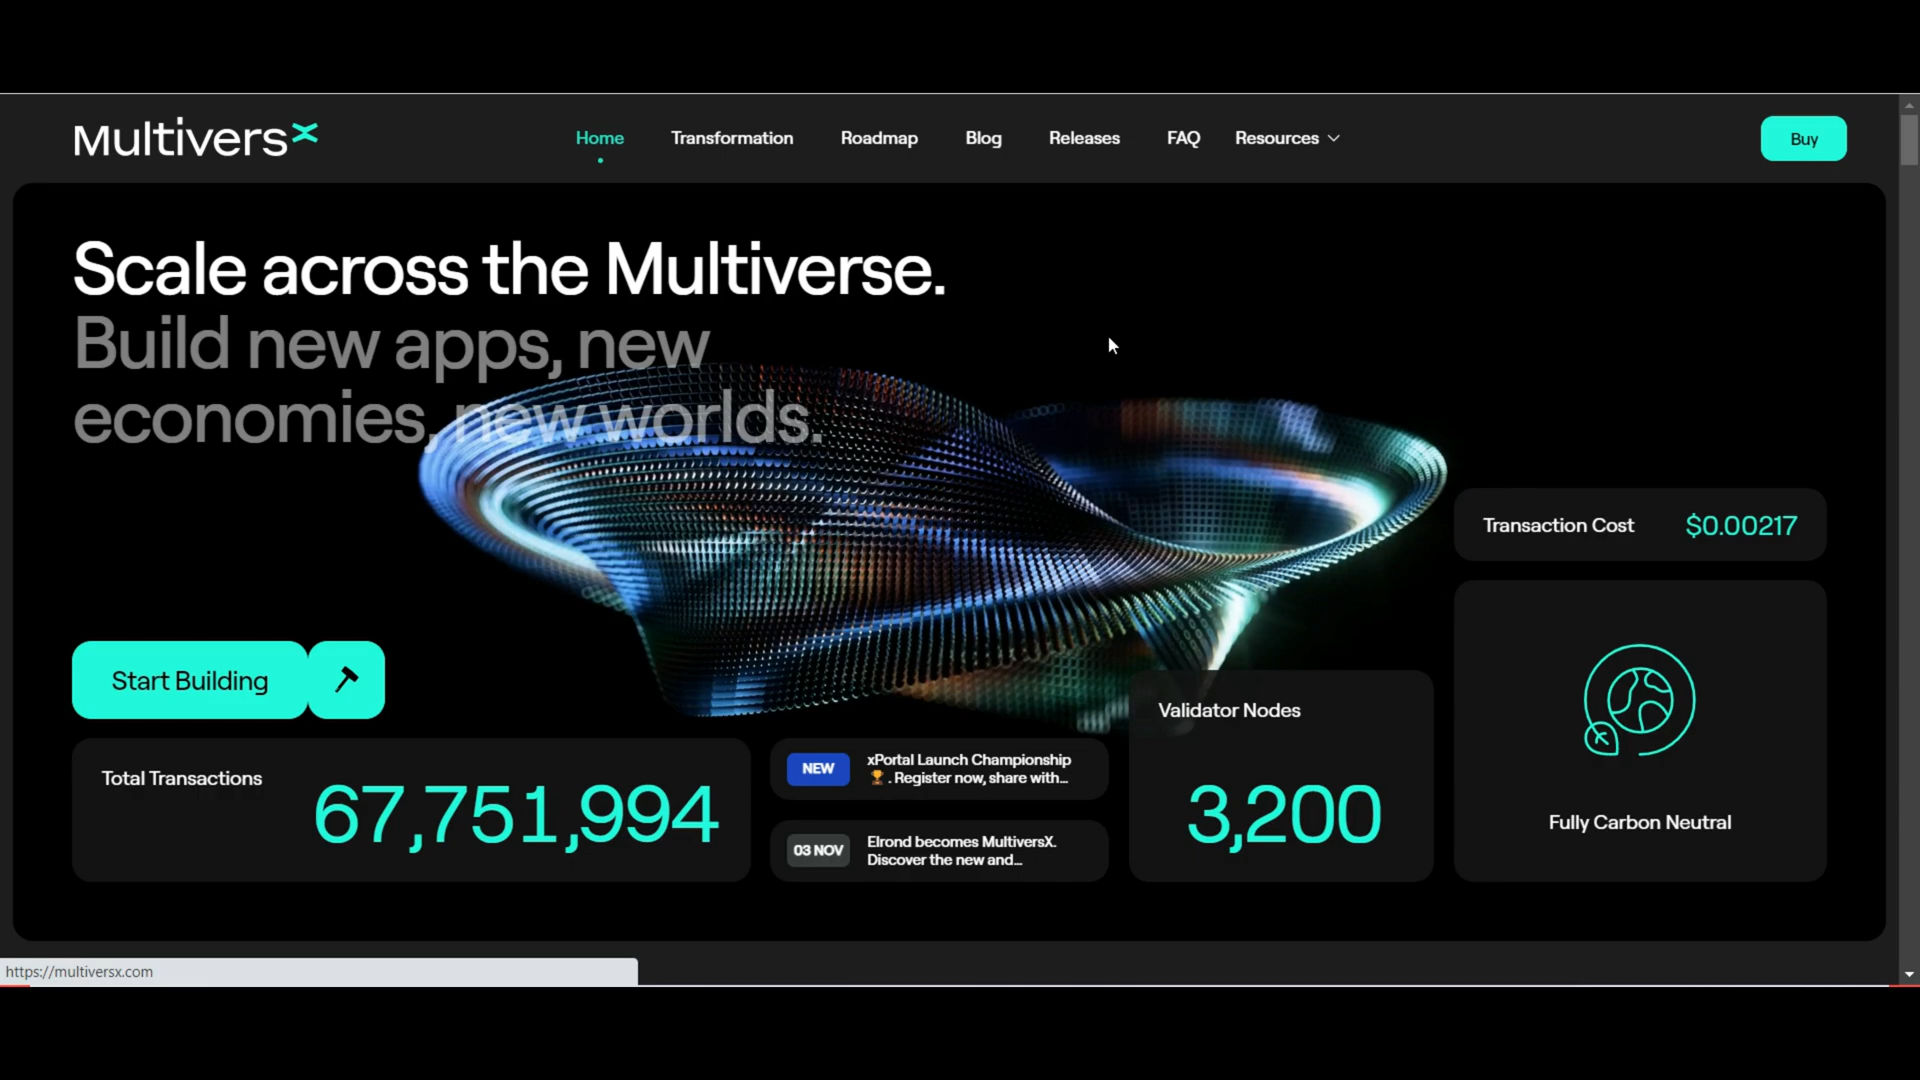 MultiversX
Home
Transformation
Roadmap
Blog
Releases
FAQ
Resources
Buy
Scale across the Multiverse.
Build new apps, new
economies, new worlds.
Transaction Cost
$0.00217
Start Building
Total Transactions
67,751,994
NEW
xPortal Launch Championship
🏆 . Register now, share with...
03 NOV
Elrond becomes MultiversX.
Discover the new and...
Validator Nodes
3,200
Fully Carbon Neutral
https://multiversx.com